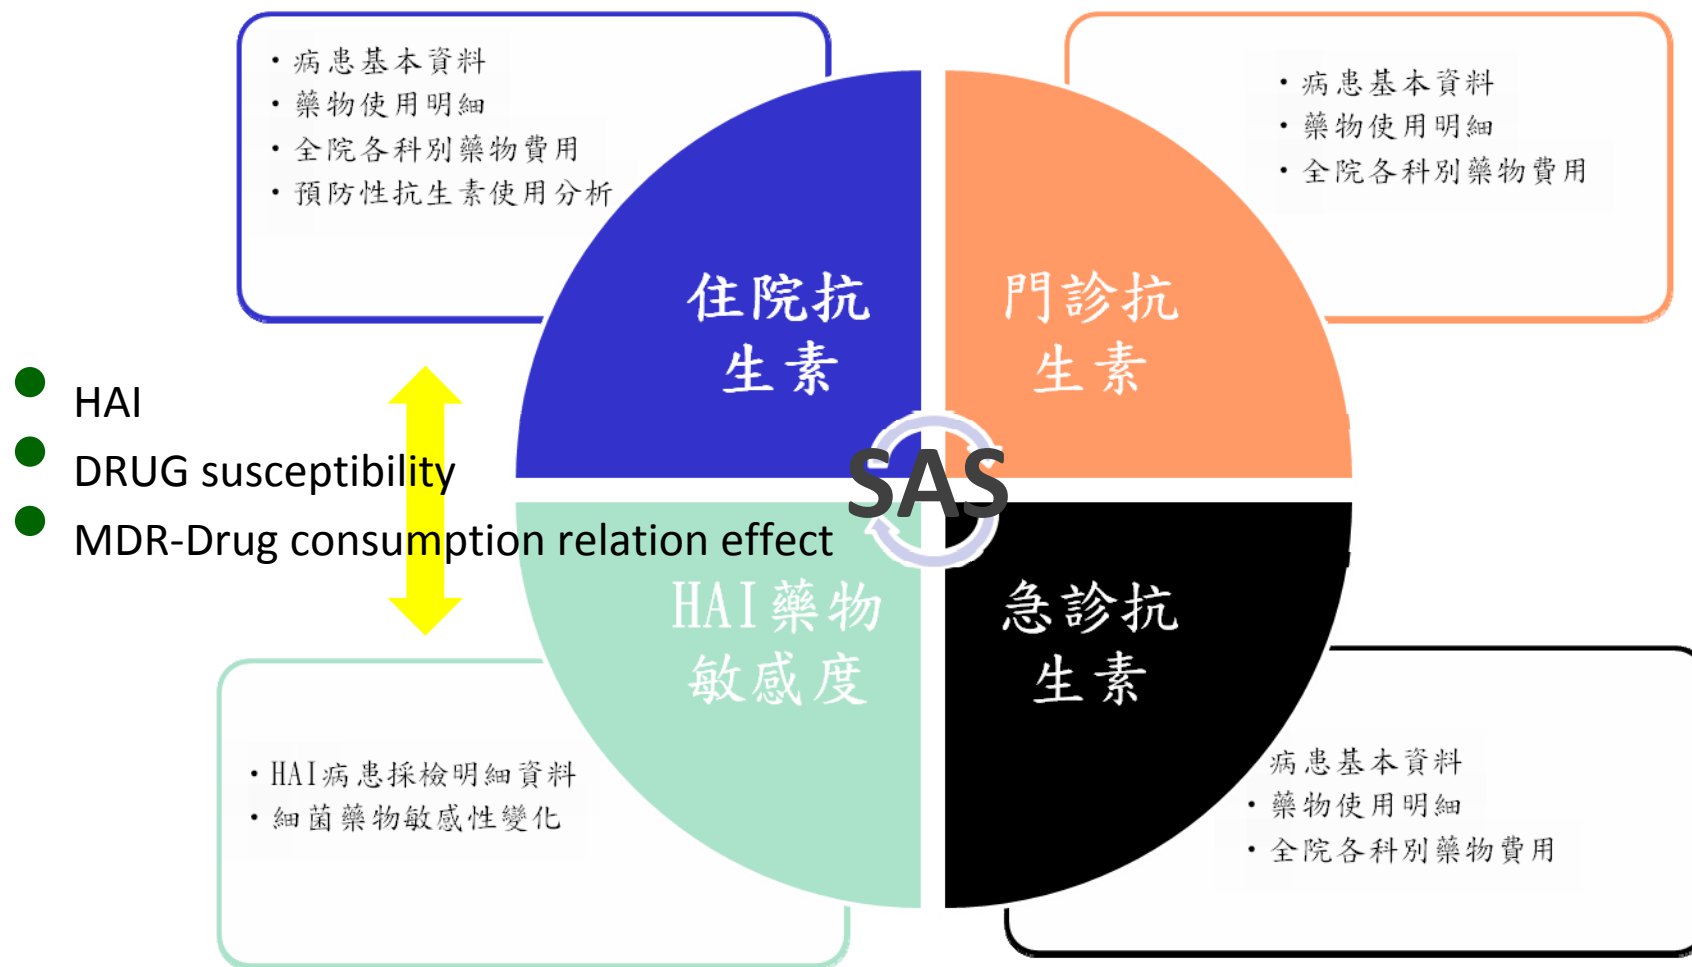 ・病患基本資料
・藥物使用明細
・全院各科別藥物費用
・預防性抗生素使用分析
・病患基本資料
・藥物使用明細
・全院各科別藥物費用
住院抗
生素
門診抗
生素
HAI
DRUG susceptibility
MDR-Drug consumption relation effect
SAS
HAI藥物
敏感度
急診抗
生素
・HAI病患採檢明細資料
・細菌藥物敏感性變化
病患基本資料
・藥物使用明細
・全院各科別藥物費用